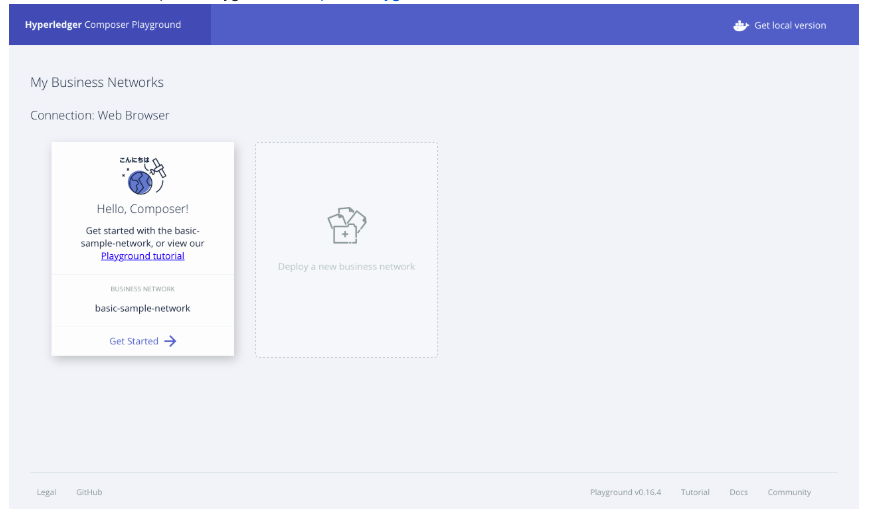 Hyperledger Composer Playground
Get local version
My Business Networks
Connection: Web Browser
こんにちは
Hello, Composer!
Get started with the basic-
sample-network, or view our
Playground tutorial
BUSINESS NETWORK
basic-sample-network
Get Started
Deploy a new business network
Legal GitHub
Playground v0.16.4 Tutorial Docs Community